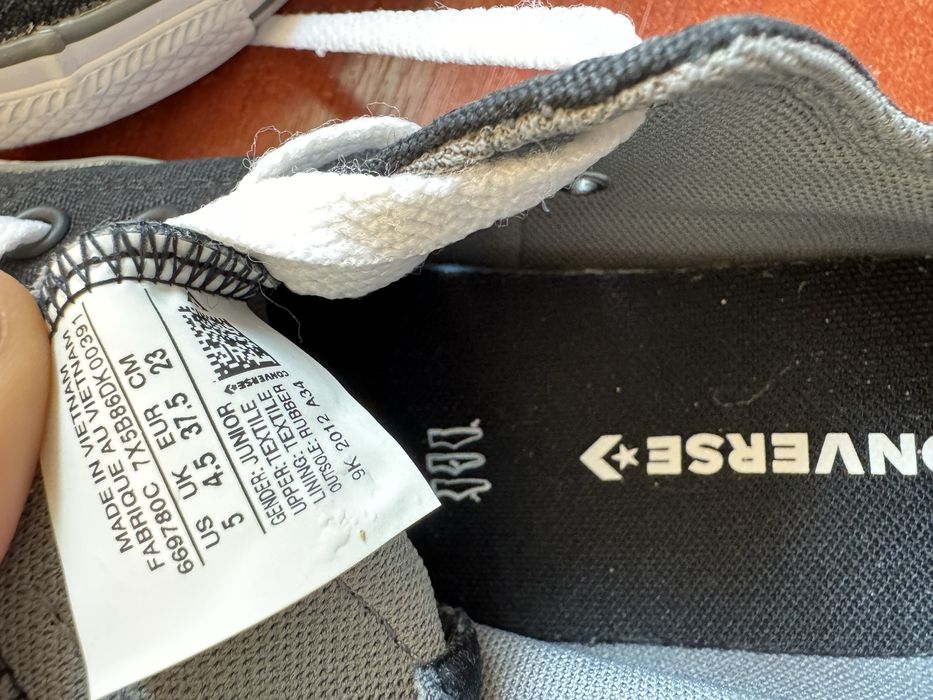 MADE IN VIETNAM
FABRIQUE AU VIETNAM
669780C 7X5B86DK00391
US UK EUR CM
5 4.5 37.5 23
CONVERSE
GENDER: JUNIOR
UPPER: TEXTILE
LINING: TEXTILE
OUTSOLE: RUBBER
9K 2012 A34
CONVERSE